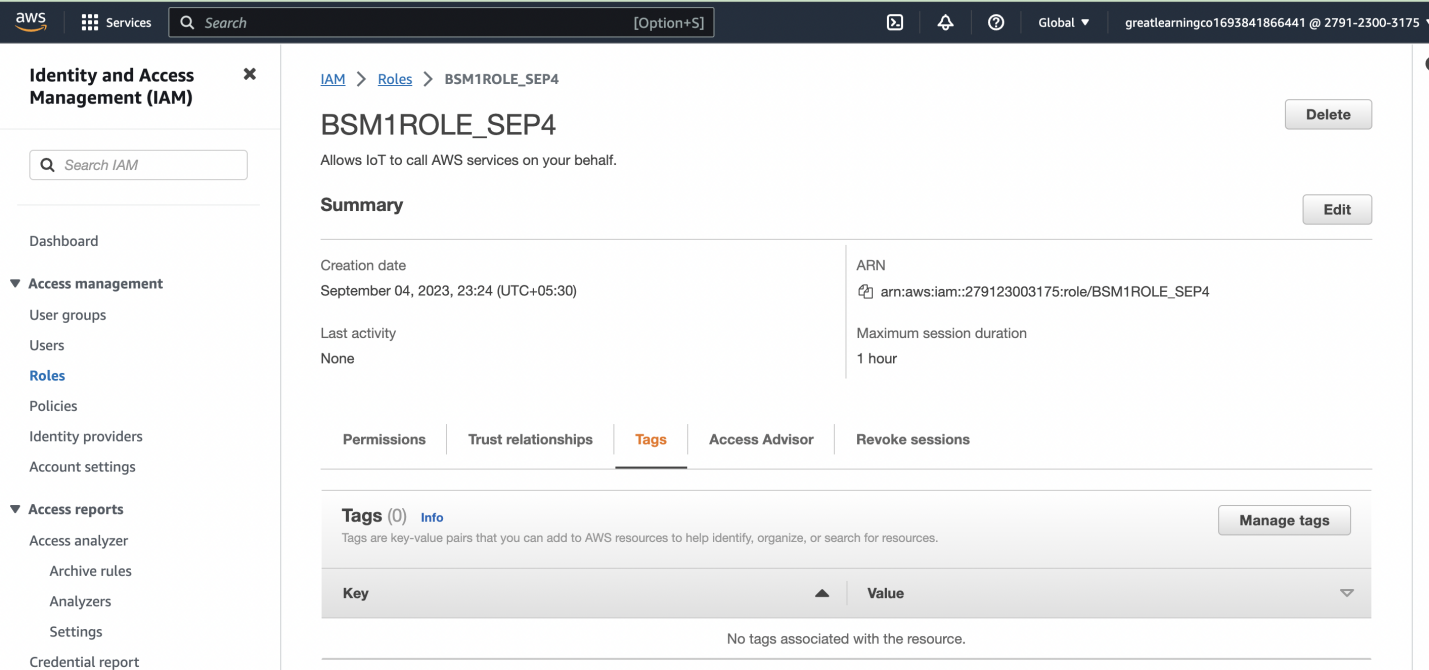 aws
Services
Search
[Option+S]
Global
greatlearningco1693841866441 @ 2791-2300-3175
Identity and Access
Management (IAM)
Search IAM
Dashboard
Access management
User groups
Users
Roles
Policies
Identity providers
Account settings
Access reports
Access analyzer
Archive rules
Analyzers
Settings
Credential report
IAM
Roles
BSM1ROLE_SEP4
BSM1ROLE_SEP4
Delete
Allows IoT to call AWS services on your behalf.
Summary
Edit
Creation date
September 04, 2023, 23:24 (UTC+05:30)
ARN
arn:aws:iam::279123003175:role/BSM1ROLE_SEP4
Last activity
None
Maximum session duration
1 hour
Permissions
Trust relationships
Tags
Access Advisor
Revoke sessions
Tags (0) Info
Manage tags
Tags are key-value pairs that you can add to AWS resources to help identify, organize, or search for resources.
Key
Value
No tags associated with the resource.